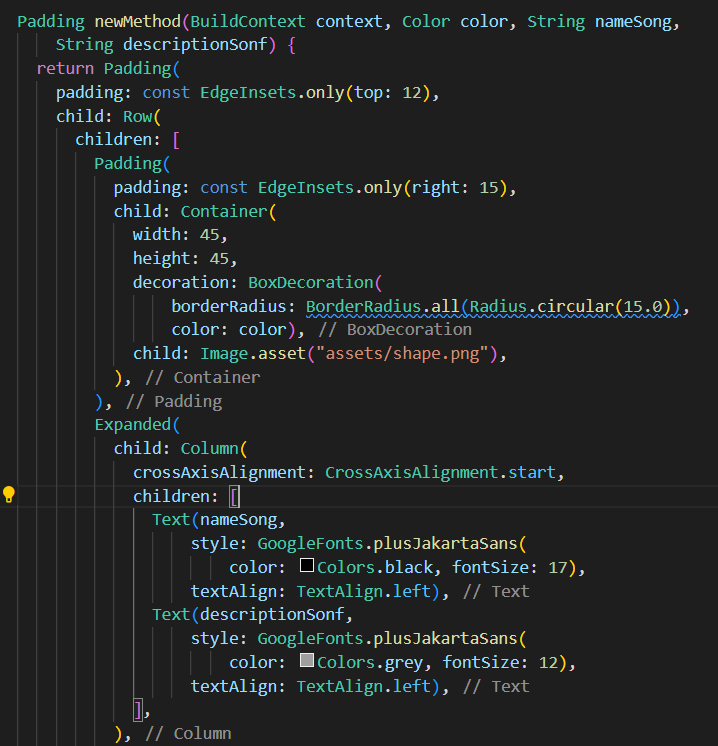 Padding newMethod(BuildContext context, Color color, String nameSong,
String descriptionSonf) {
return Padding(
padding: const EdgeInsets.only(top: 12),
child: Row(
children: [
Padding(
padding: const EdgeInsets.only(right: 15),
child: Container(
width: 45,
height: 45,
decoration: BoxDecoration(
borderRadius: BorderRadius.all(Radius.circular(15.0)),
color: color), // BoxDecoration
child: Image.asset("assets/shape.png"),
), // Container
), // Padding
Expanded(
child: Column(
crossAxisAlignment: CrossAxisAlignment.start,
children: [
Text(nameSong,
style: GoogleFonts.plusJakartaSans(
color: Colors.black, fontSize: 17),
textAlign: TextAlign.left), // Text
Text(descriptionSonf,
style: GoogleFonts.plusJakartaSans(
color: Colors.grey, fontSize: 12),
textAlign: TextAlign.left), // Text
],
), // Column